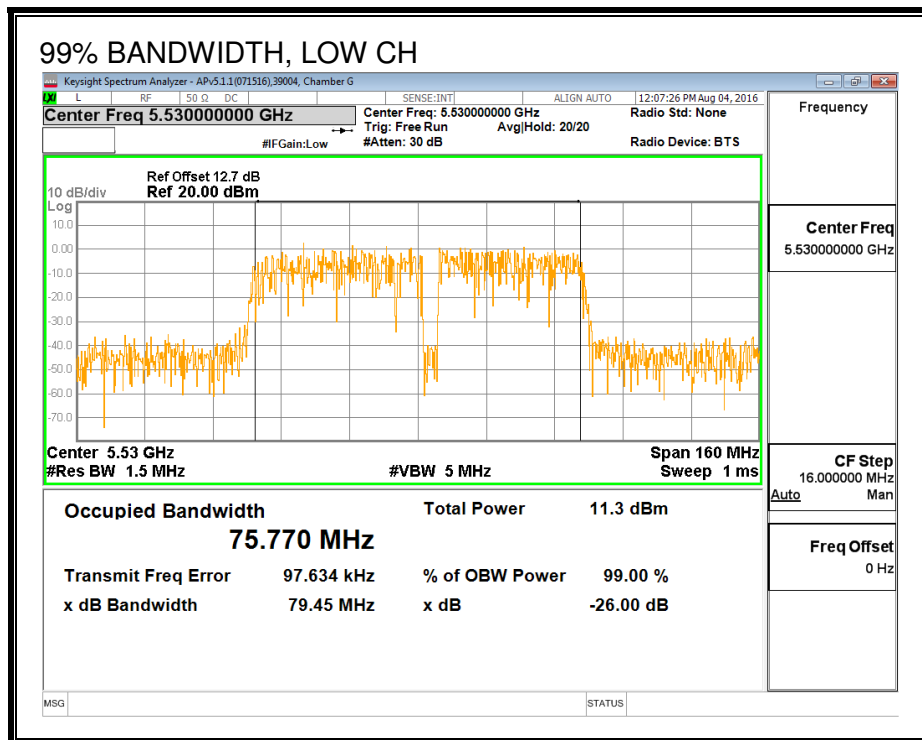 99% BANDWIDTH, LOW CH
Keysight Spectrum Analyzer - APv5.1.1(071516),39004, Chamber G
LXI L RF 50 Ω DC SENSE:INT ALIGN AUTO 12:07:26 PM Aug 04, 2016
Center Freq 5.530000000 GHz
Center Freq: 5.530000000 GHz Radio Std: None
Trig: Free Run Avg|Hold: 20/20
#IFGain:Low #Atten: 30 dB Radio Device: BTS
Ref Offset 12.7 dB
10 dB/div Ref 20.00 dBm
Log
10.0
0.00
-10.0
-20.0
-30.0
-40.0
-50.0
-60.0
-70.0
Center 5.53 GHz Span 160 MHz
#Res BW 1.5 MHz #VBW 5 MHz Sweep 1 ms
Occupied Bandwidth Total Power 11.3 dBm
75.770 MHz
Transmit Freq Error 97.634 kHz % of OBW Power 99.00 %
x dB Bandwidth 79.45 MHz x dB -26.00 dB
Frequency
Center Freq
5.530000000 GHz
CF Step
16.000000 MHz
Auto Man
Freq Offset
0 Hz
MSG STATUS